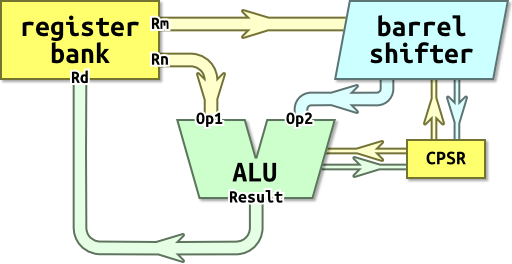 register
bank
Rm
Rn
Rd
barrel
shifter
Op1
Op2
ALU
Result
CPSR